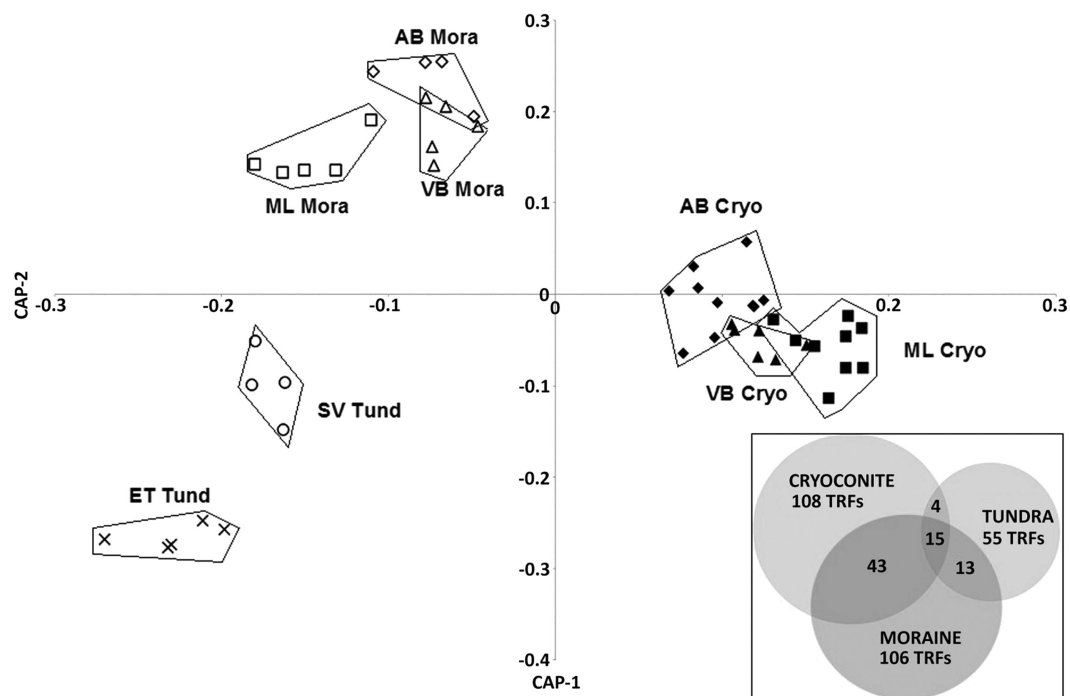 0.3
AB Mora
0.2
VB Mora
ML Mora
0.1
AB Cryo
CAP-2
-0.3
-0.2
-0.1
0
0.2
0.3
ML Cryo
VB Cryo
-0.1
SV Tund
-0.2
ET Tund
-0.3
-0.4
CAP-1
CRYOCONITE
108 TRFs
4
TUNDRA
55 TRFs
15
43
13
MORAINE
106 TRFs